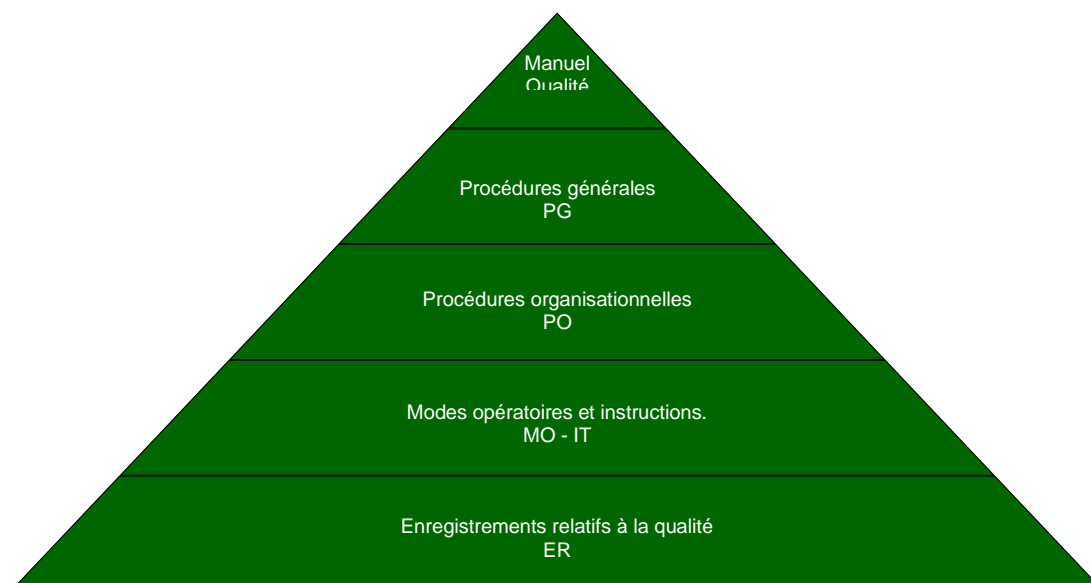 Manuel
Qualité
Procédures générales
PG
Procédures organisationnelles
PO
Modes opératoires et instructions.
MO - IT
Enregistrements relatifs à la qualité
ER